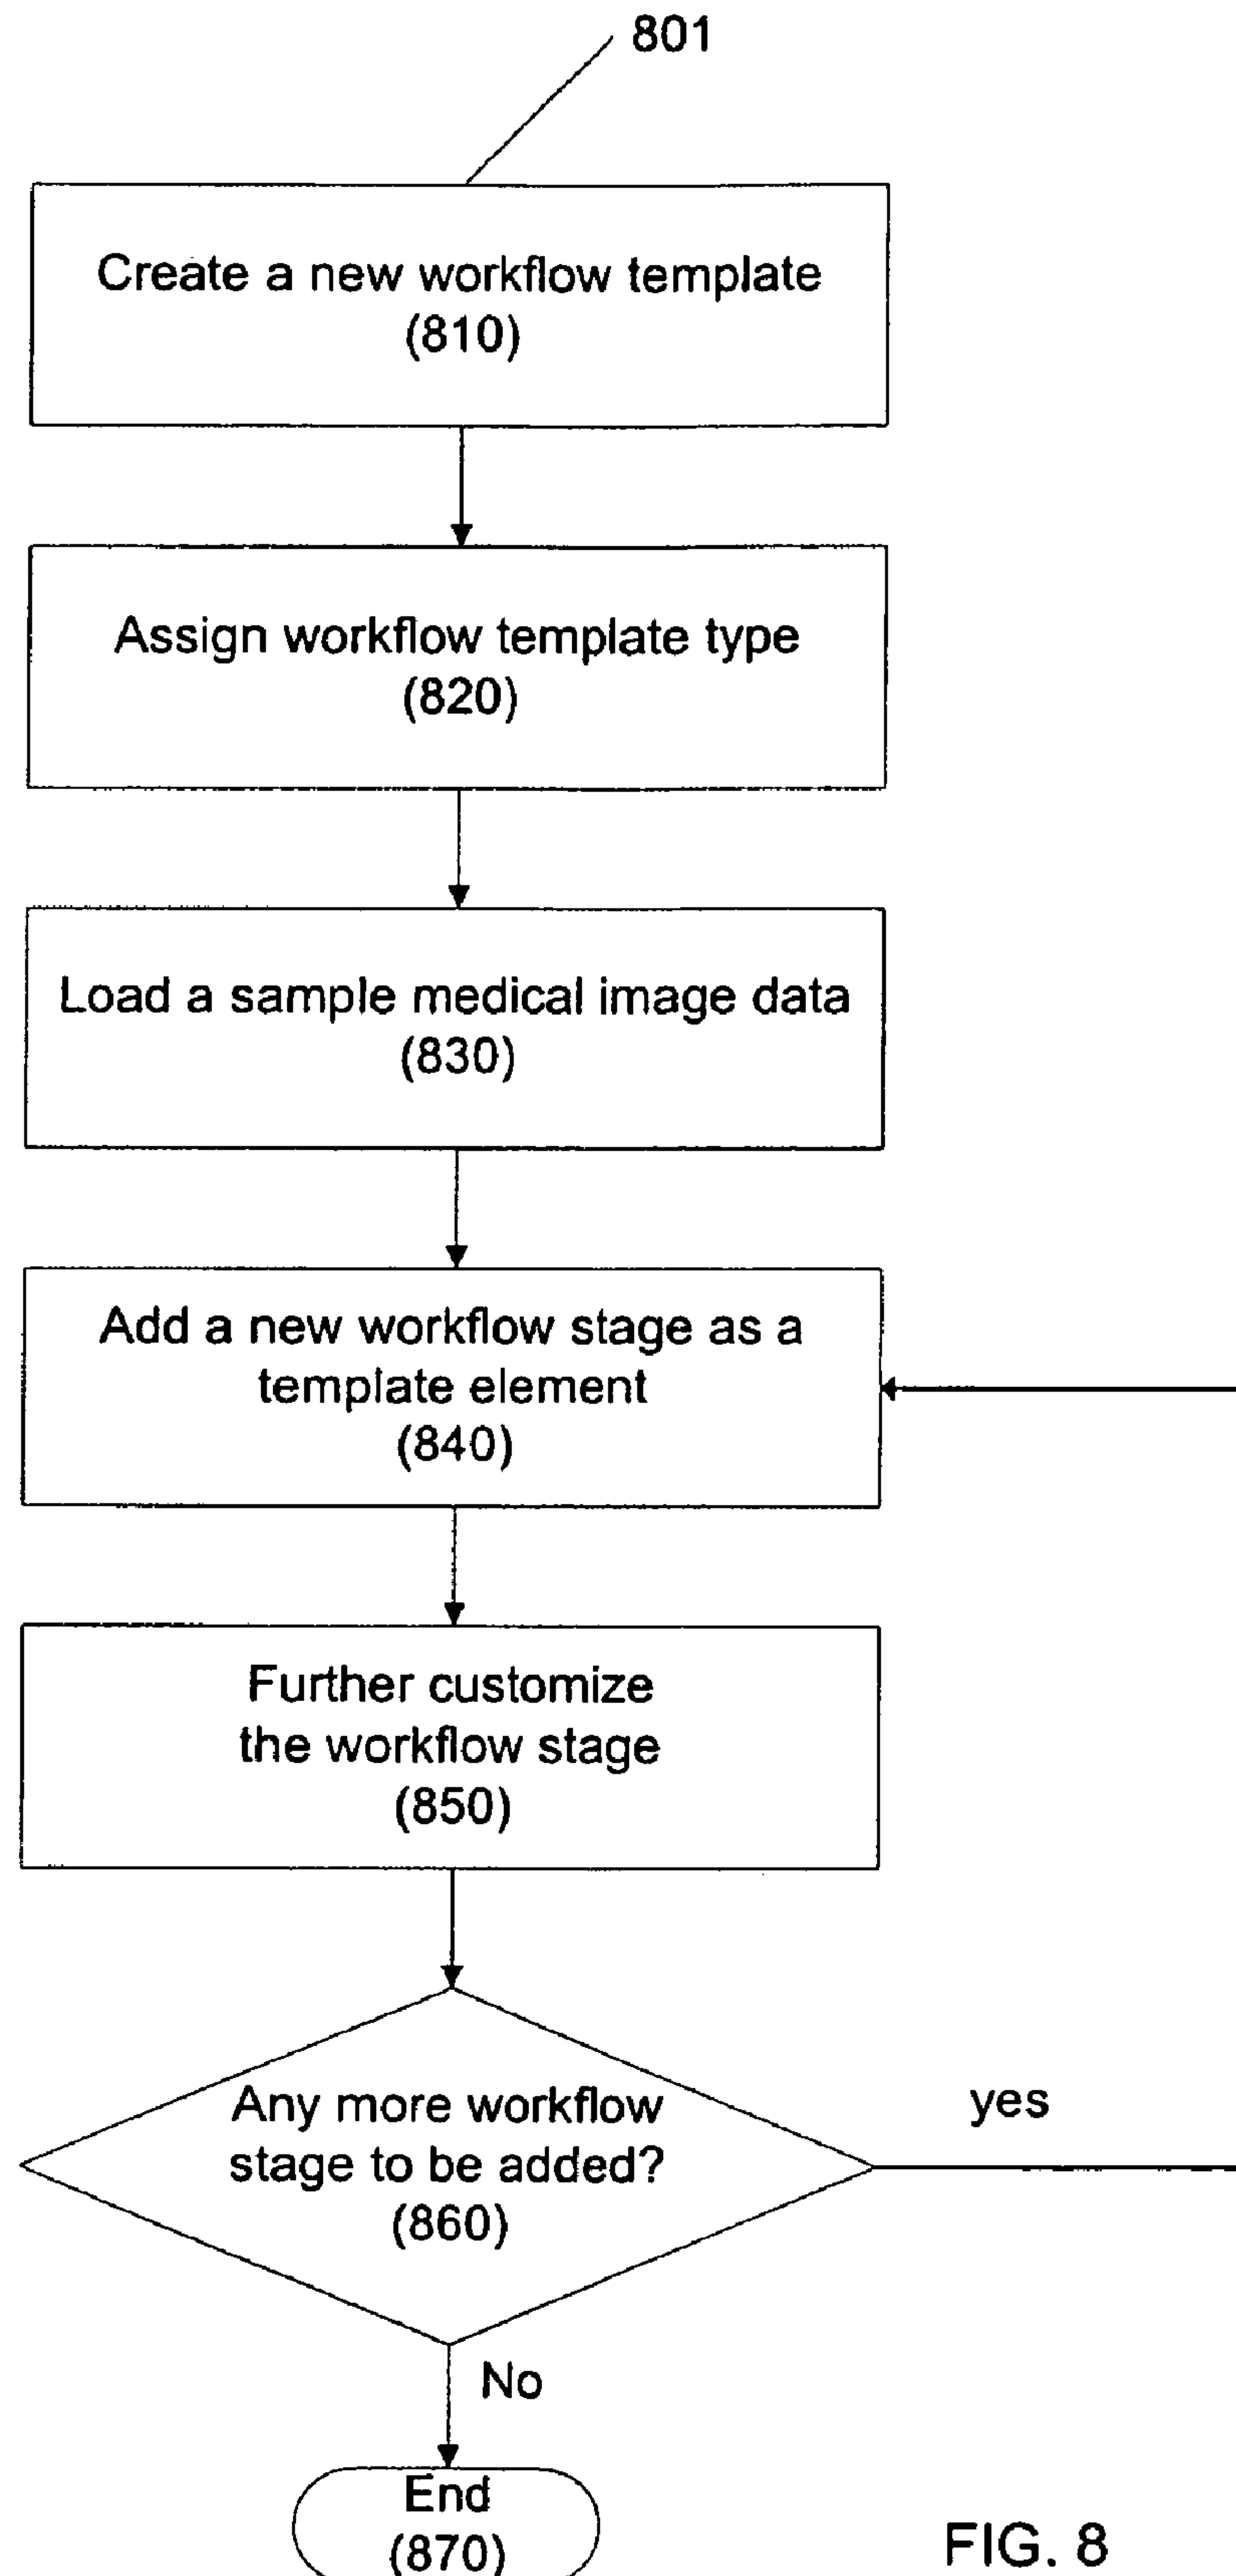 801
Create a new workflow template
(810)
Assign workflow template type
(820)
Load a sample medical image data
(830)
Add a new workflow stage as a
template element
(840)
Further customize
the workflow stage
(850)
Any more workflow
stage to be added?
(860)
yes
No
End
(870)
FIG. 8